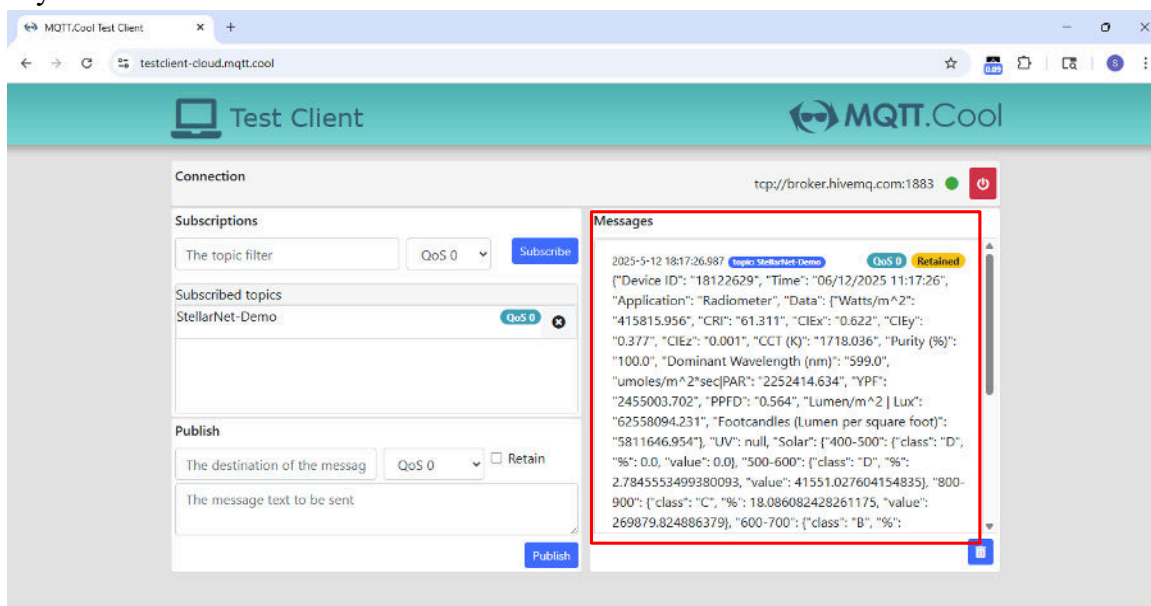 MQTT.Cool Test Client
testclient-cloud.mqtt.cool
0.09
S
Test Client
MQTT.Cool
Connection
tcp://broker.hivemq.com:1883
Subscriptions
The topic filter
QoS 0
Subscribe
Subscribed topics
StellarNet-Demo
QoS 0
Publish
The destination of the messag
QoS 0
Retain
The message text to be sent
Publish
Messages
2025-5-12 18:17:26.987 topic: StellarNet-Demo QoS 0 Retained
{"Device ID": "18122629", "Time": "06/12/2025 11:17:26",
"Application": "Radiometer", "Data": {"Watts/m^2":
"415815.956", "CRI": "61.311", "CIEx": "0.622", "CIEy":
"0.377", "CIEz": "0.001", "CCT (K)": "1718.036", "Purity (%)":
"100.0", "Dominant Wavelength (nm)": "599.0",
"umoles/m^2*sec|PAR": "2252414.634", "YPF":
"2455003.702", "PPFD": "0.564", "Lumen/m^2 | Lux":
"62558094.231", "Footcandles (Lumen per square foot)":
"5811646.954"}, "UV": null, "Solar": {"400-500": {"class": "D",
"%": 0.0, "value": 0.0}, "500-600": {"class": "D", "%":
2.7845553499380093, "value": 41551.027604154835}, "800-
900": {"class": "C", "%": 18.086082428261175, "value":
269879.824886379}, "600-700": {"class": "B", "%":